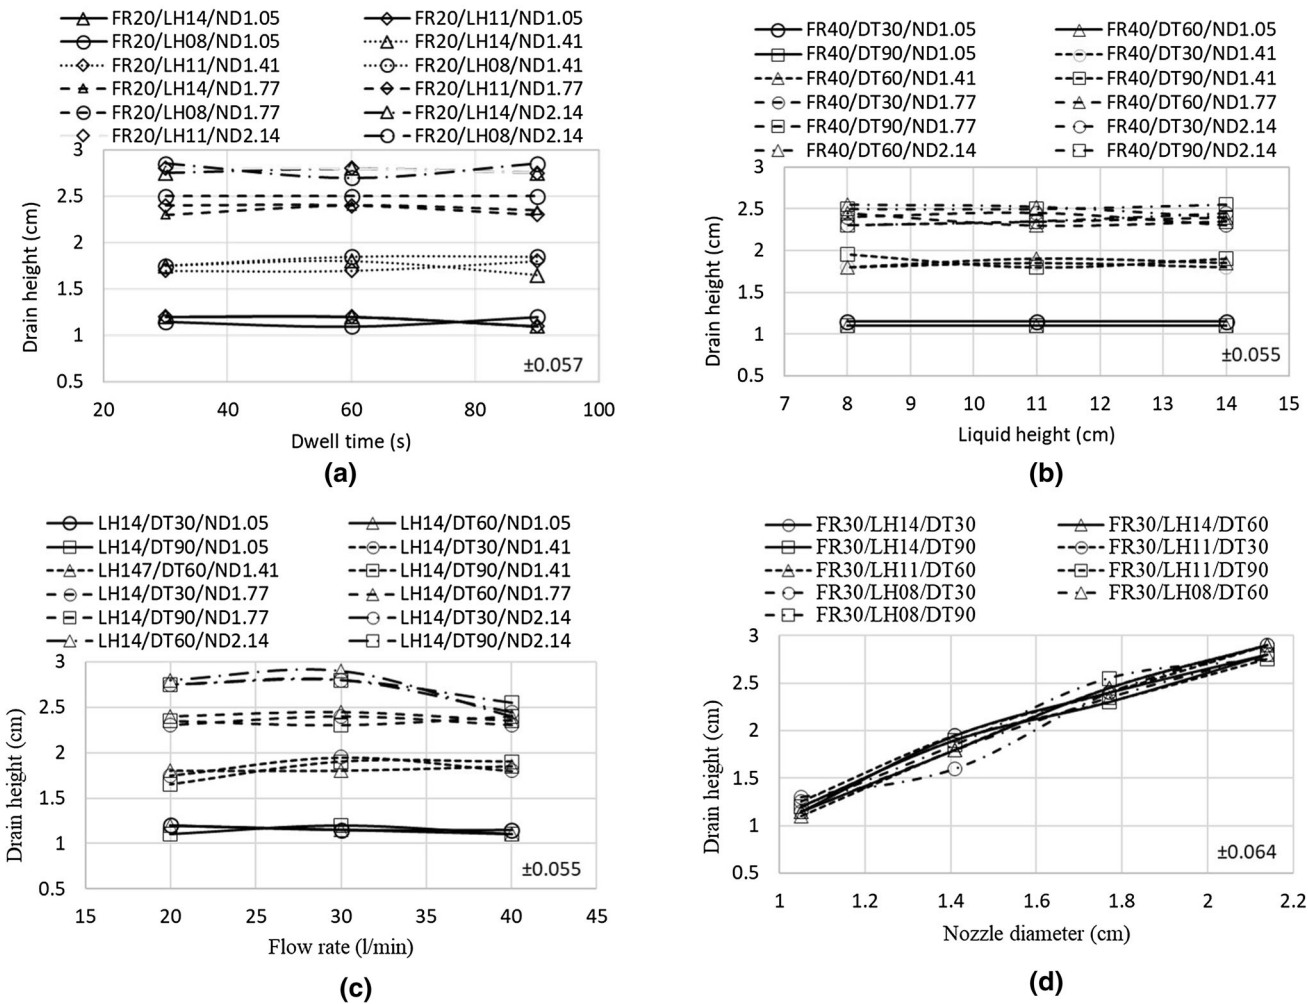 FR20/LH14/ND1.05 FR20/LH11/ND1.05
FR20/LH08/ND1.05 FR20/LH14/ND1.41
FR20/LH11/ND1.41 FR20/LH08/ND1.41
FR20/LH14/ND1.77 FR20/LH11/ND1.77
FR20/LH08/ND1.77 FR20/LH14/ND2.14
FR20/LH11/ND2.14 FR20/LH08/ND2.14
3
2.5
2
1.5
1
0.5
Drain height (cm)
±0.057
20 40 60 80 100
Dwell time (s)
(a)
FR40/DT30/ND1.05 FR40/DT60/ND1.05
FR40/DT90/ND1.05 FR40/DT30/ND1.41
FR40/DT60/ND1.41 FR40/DT90/ND1.41
FR40/DT30/ND1.77 FR40/DT60/ND1.77
FR40/DT90/ND1.77 FR40/DT30/ND2.14
FR40/DT60/ND2.14 FR40/DT90/ND2.14
3
2.5
2
1.5
1
0.5
Drain height (cm)
±0.055
7 8 9 10 11 12 13 14 15
Liquid height (cm)
(b)
LH14/DT30/ND1.05 LH14/DT60/ND1.05
LH14/DT90/ND1.05 LH14/DT30/ND1.41
LH147/DT60/ND1.41 LH14/DT90/ND1.41
LH14/DT30/ND1.77 LH14/DT60/ND1.77
LH14/DT90/ND1.77 LH14/DT30/ND2.14
LH14/DT60/ND2.14 LH14/DT90/ND2.14
3
2.5
2
1.5
1
0.5
Drain height (cm)
±0.055
15 20 25 30 35 40 45
Flow rate (l/min)
(c)
FR30/LH14/DT30 FR30/LH14/DT60
FR30/LH14/DT90 FR30/LH11/DT30
FR30/LH11/DT60 FR30/LH11/DT90
FR30/LH08/DT30 FR30/LH08/DT60
FR30/LH08/DT90
3
2.5
2
1.5
1
0.5
Drain height (cm)
±0.064
1 1.2 1.4 1.6 1.8 2 2.2
Nozzle diameter (cm)
(d)